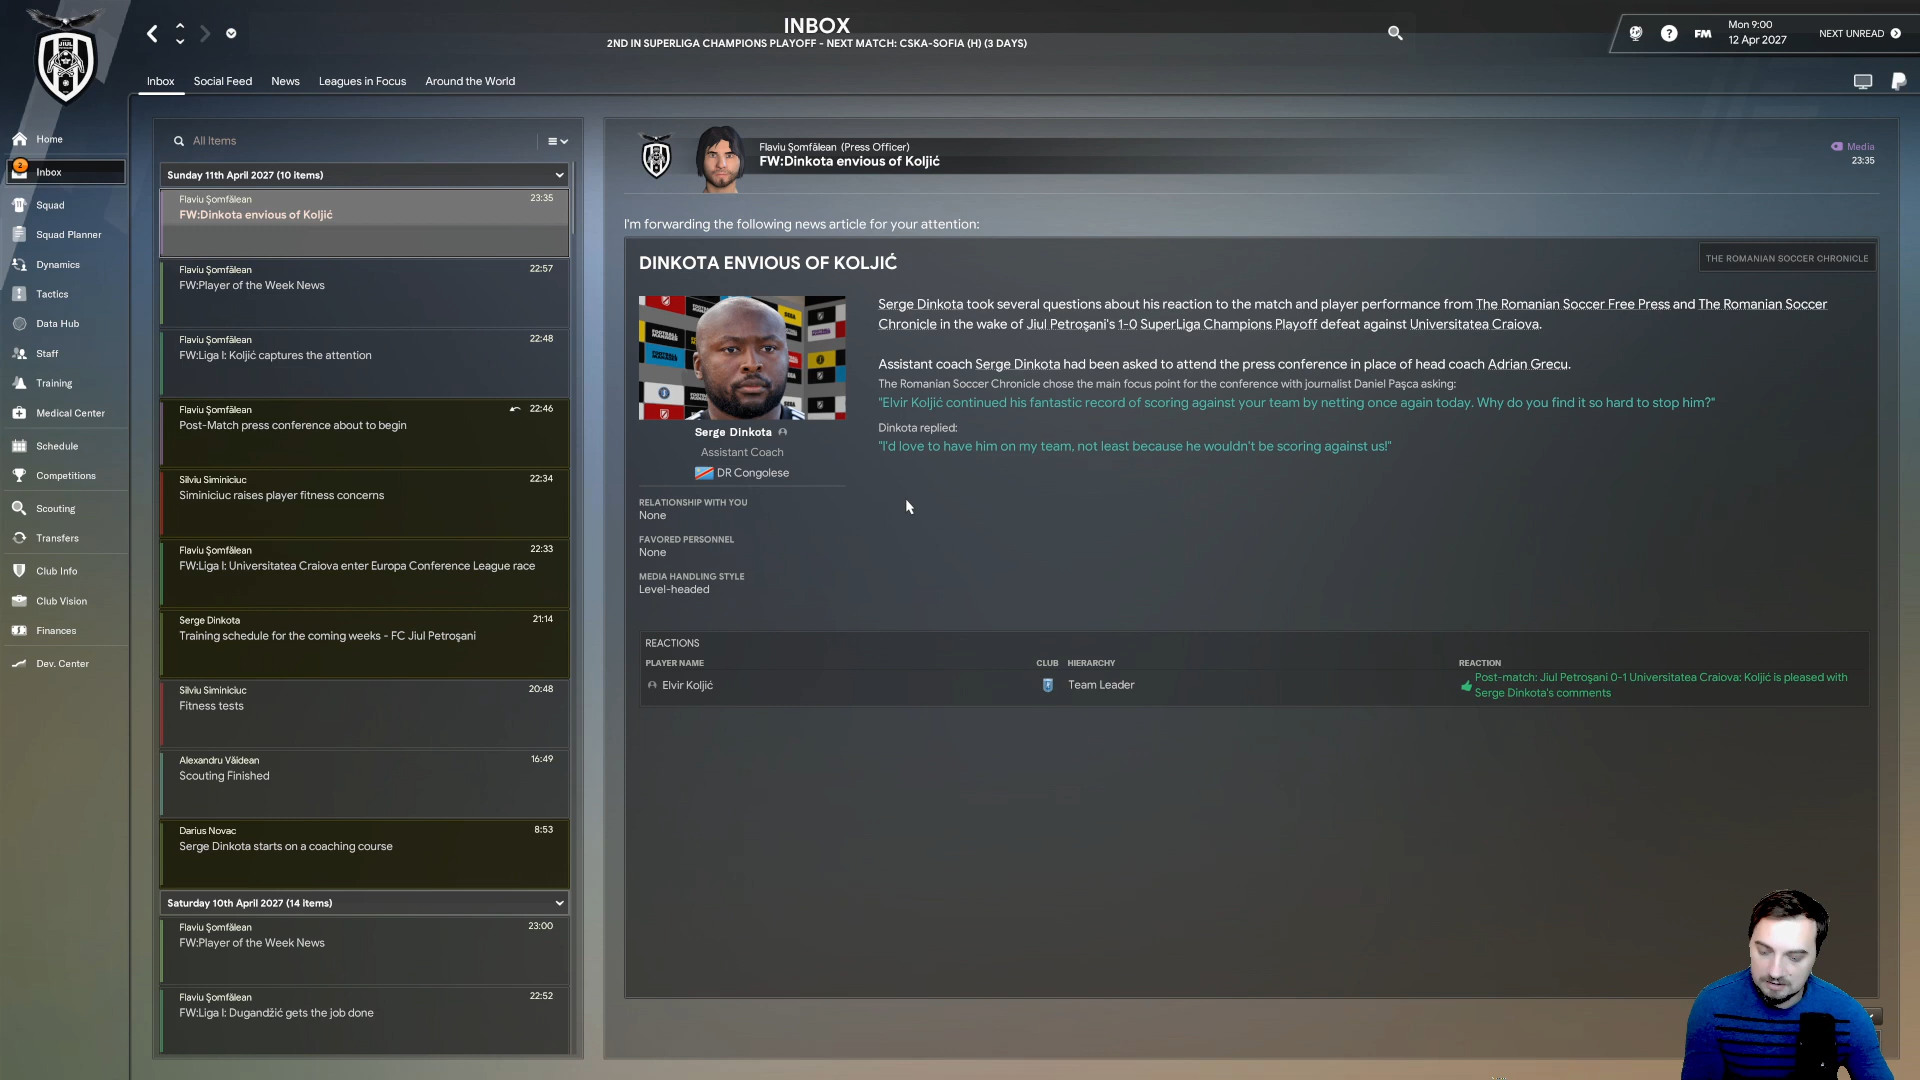 INBOX
2ND IN SUPERLIGA CHAMPIONS PLAYOFF - NEXT MATCH: CSKA-SOFIA (H) (3 DAYS)
FM
Mon 9:00
12 Apr 2027
NEXT UNREAD
Inbox
Social Feed
News
Leagues in Focus
Around the World
Home
2
Inbox
Squad
Squad Planner
Dynamics
Tactics
Data Hub
Staff
Training
Medical Center
Schedule
Competitions
Scouting
Transfers
Club Info
Club Vision
Finances
Dev. Center
All Items
Sunday 11th April 2027 (10 items)
Flaviu Şomfălean 23:35
FW:Dinkota envious of Koljić
Flaviu Şomfălean 22:57
FW:Player of the Week News
Flaviu Şomfălean 22:48
FW:Liga I: Koljić captures the attention
Flaviu Şomfălean 22:46
Post-Match press conference about to begin
Silviu Siminiciuc 22:34
Siminiciuc raises player fitness concerns
Flaviu Şomfălean 22:33
FW:Liga I: Universitatea Craiova enter Europa Conference League race
Serge Dinkota 21:14
Training schedule for the coming weeks - FC Jiul Petroşani
Silviu Siminiciuc 20:48
Fitness tests
Alexandru Văidean 16:49
Scouting Finished
Darius Novac 8:53
Serge Dinkota starts on a coaching course
Saturday 10th April 2027 (14 items)
Flaviu Şomfălean 23:00
FW:Player of the Week News
Flaviu Şomfălean 22:52
FW:Liga I: Dugandžić gets the job done
Flaviu Şomfălean (Press Officer)
FW:Dinkota envious of Koljić
Media
23:35
I'm forwarding the following news article for your attention:
DINKOTA ENVIOUS OF KOLJIĆ
THE ROMANIAN SOCCER CHRONICLE
Serge Dinkota took several questions about his reaction to the match and player performance from The Romanian Soccer Free Press and The Romanian Soccer
Chronicle in the wake of Jiul Petroşani's 1-0 SuperLiga Champions Playoff defeat against Universitatea Craiova.
Assistant coach Serge Dinkota had been asked to attend the press conference in place of head coach Adrian Grecu.
The Romanian Soccer Chronicle chose the main focus point for the conference with journalist Daniel Paşca asking:
"Elvir Koljić continued his fantastic record of scoring against your team by netting once again today. Why do you find it so hard to stop him?"
Dinkota replied:
"I'd love to have him on my team, not least because he wouldn't be scoring against us!"
Serge Dinkota
Assistant Coach
DR Congolese
RELATIONSHIP WITH YOU
None
FAVORED PERSONNEL
None
MEDIA HANDLING STYLE
Level-headed
REACTIONS
PLAYER NAME CLUB HIERARCHY REACTION
Elvir Koljić Team Leader
Post-match: Jiul Petroşani 0-1 Universitatea Craiova: Koljić is pleased with
Serge Dinkota's comments